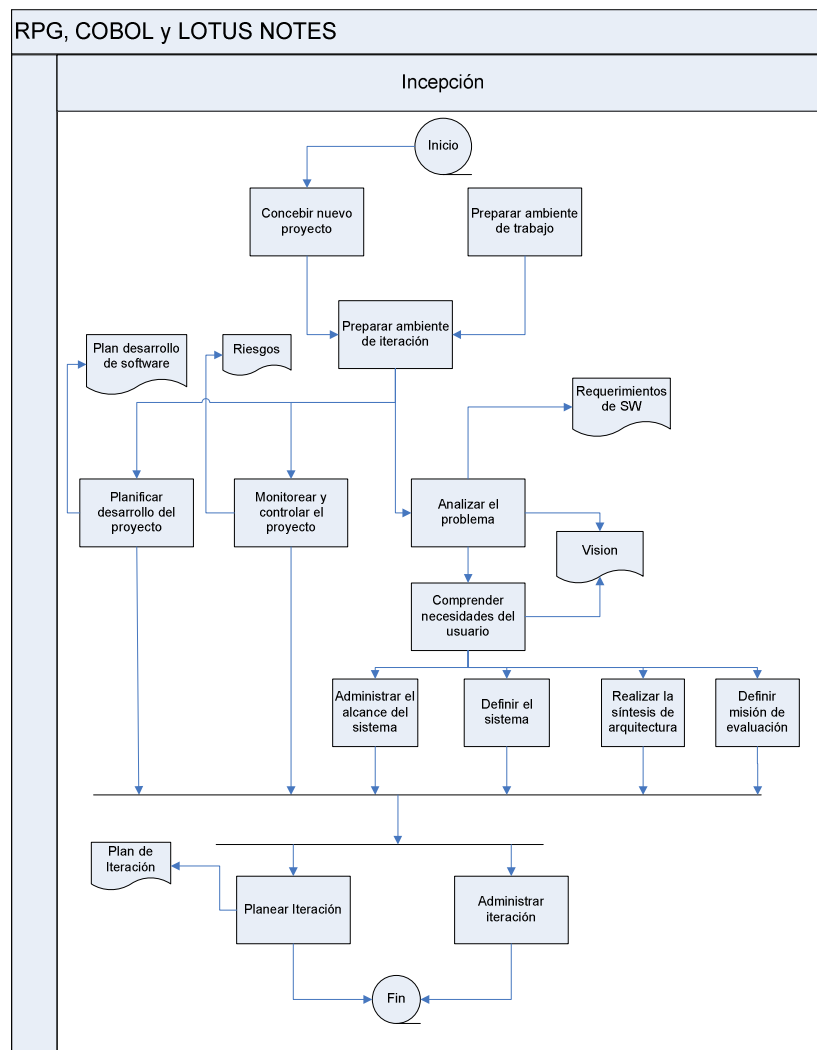 RPG, COBOL y LOTUS NOTES
Incepción
Inicio
Concebir nuevo
proyecto
Preparar ambiente
de trabajo
Preparar ambiente
de iteración
Plan desarrollo
de software
Riesgos
Requerimientos
de SW
Planificar
desarrollo del
proyecto
Monitorear y
controlar el
proyecto
Analizar el
problema
Vision
Comprender
necesidades del
usuario
Administrar el
alcance del
sistema
Definir el
sistema
Realizar la
síntesis de
arquitectura
Definir
misión de
evaluación
Plan de
Iteración
Planear Iteración
Administrar
iteración
Fin